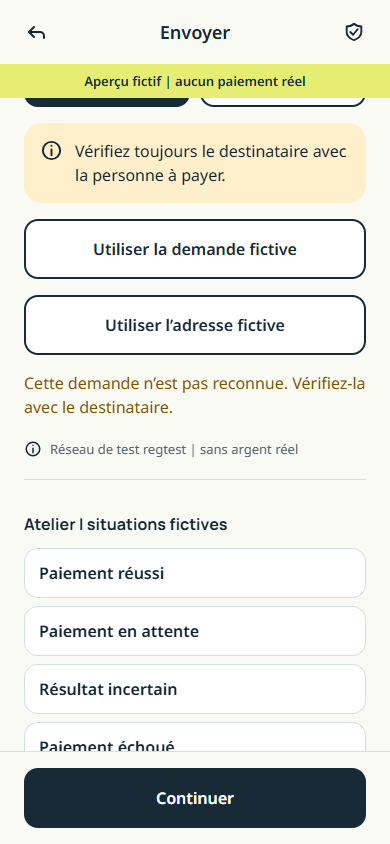 Envoyer
Aperçu fictif | aucun paiement réel
Vérifiez toujours le destinataire avec
la personne à payer.
Utiliser la demande fictive
Utiliser l’adresse fictive
Cette demande n’est pas reconnue. Vérifiez-la
avec le destinataire.
Réseau de test regtest | sans argent réel
Atelier | situations fictives
Paiement réussi
Paiement en attente
Résultat incertain
Paiement échoué
Continuer